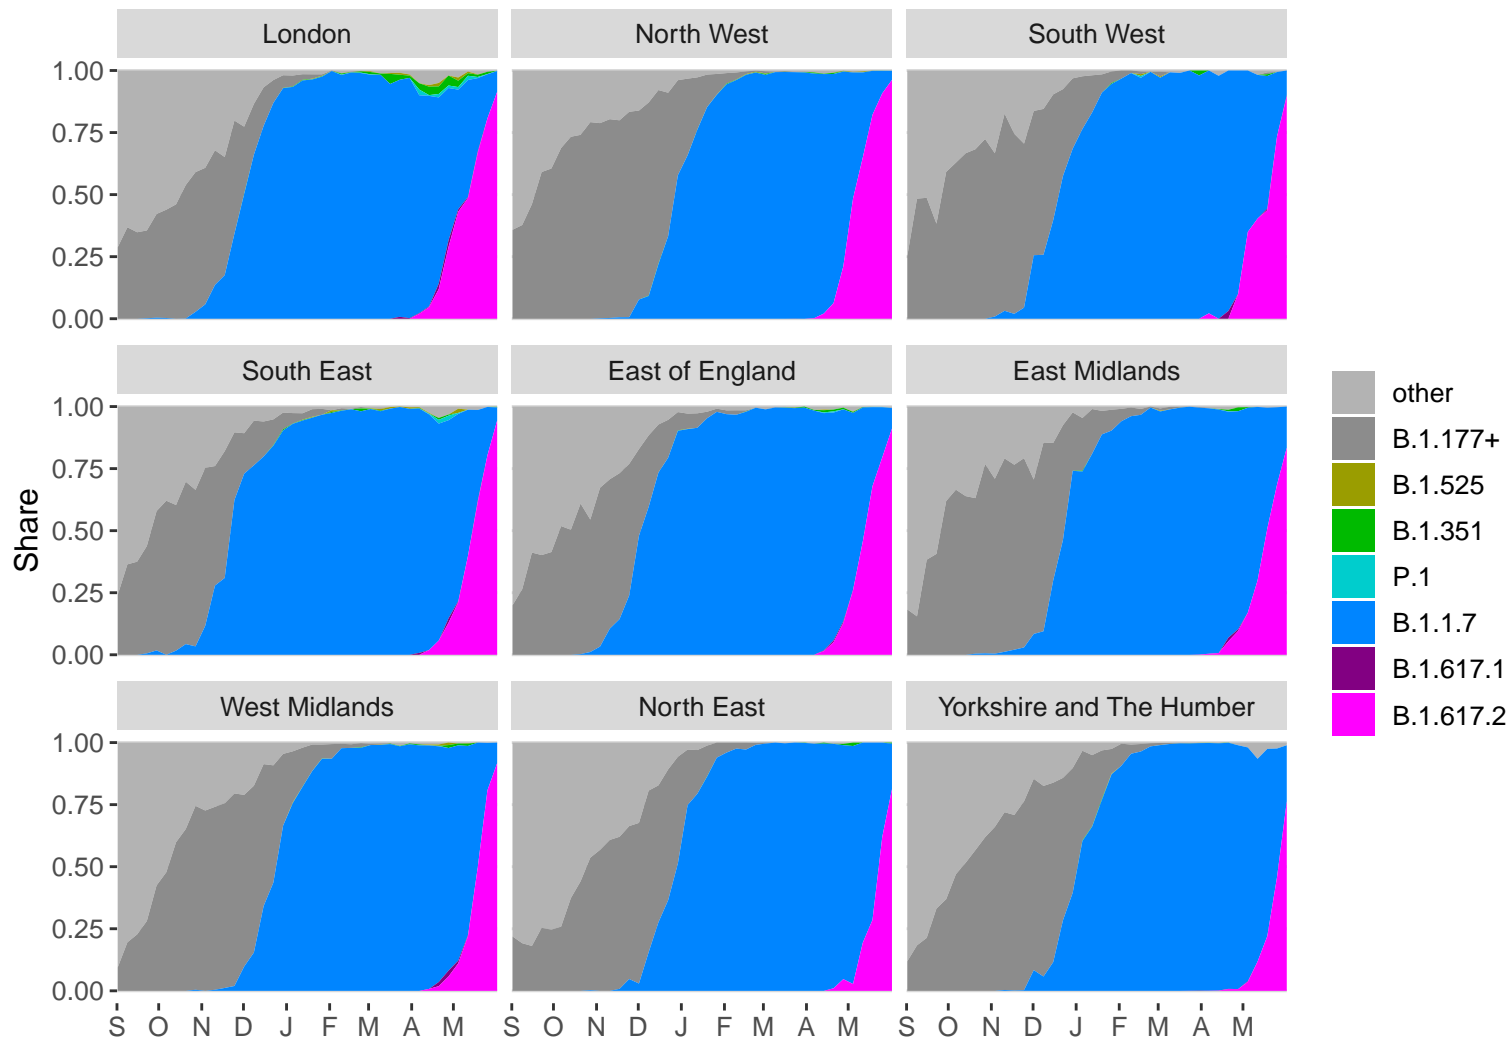 London
North West
South West
1.00
0.75
0.50
0.25
0.00
South East
East of England
East Midlands
1.00
0.75
0.50
0.25
0.00
West Midlands
North East
Yorkshire and The Humber
1.00
0.75
0.50
0.25
0.00
S O N D J F M A M
S O N D J F M A M
S O N D J F M A M
Share
other
B.1.177+
B.1.525
B.1.351
P.1
B.1.1.7
B.1.617.1
B.1.617.2